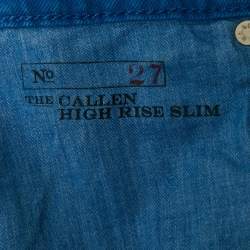 No 27
THE CALLEN
HIGH RISE SLIM